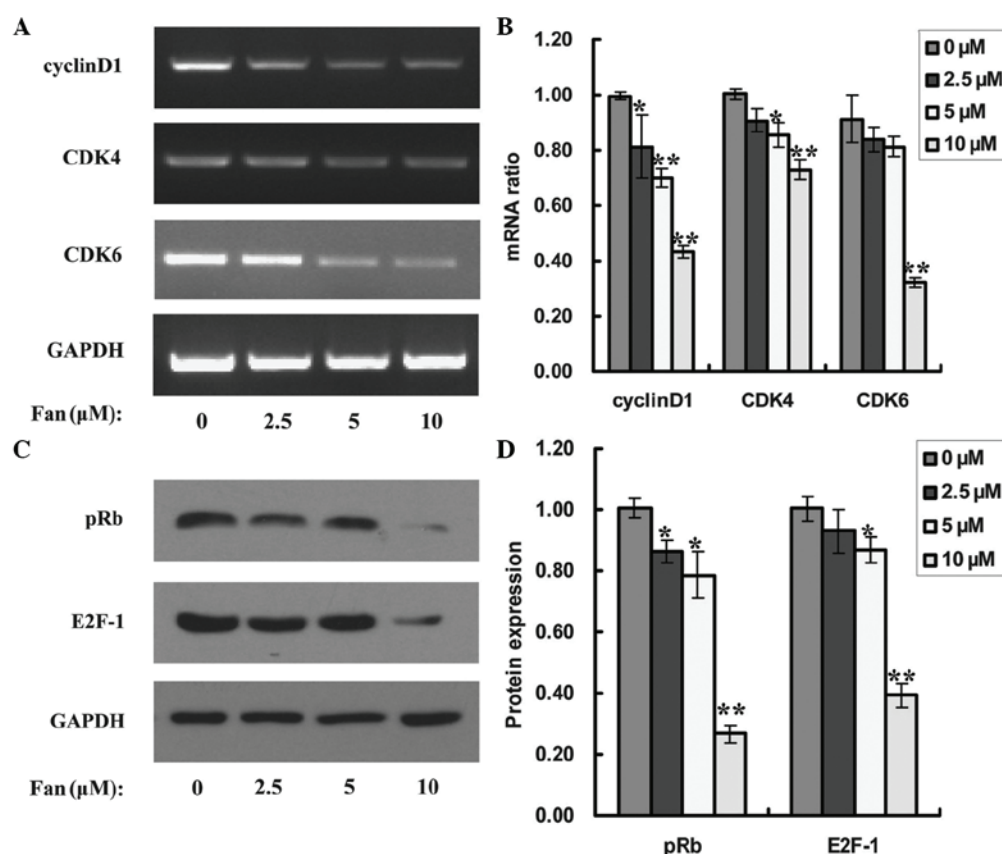 A
cyclinD1
CDK4
CDK6
GAPDH
Fan (µM):
0 2.5 5 10
B
mRNA ratio
1.20
1.00
0.80
0.60
0.40
0.20
0.00
* ** **
* **
**
cyclinD1 CDK4 CDK6
0 µM
2.5 µM
5 µM
10 µM
C
pRb
E2F-1
GAPDH
Fan (µM):
0 2.5 5 10
D
Protein expression
1.20
1.00
0.80
0.60
0.40
0.20
0.00
* * **
* **
pRb E2F-1
0 µM
2.5 µM
5 µM
10 µM